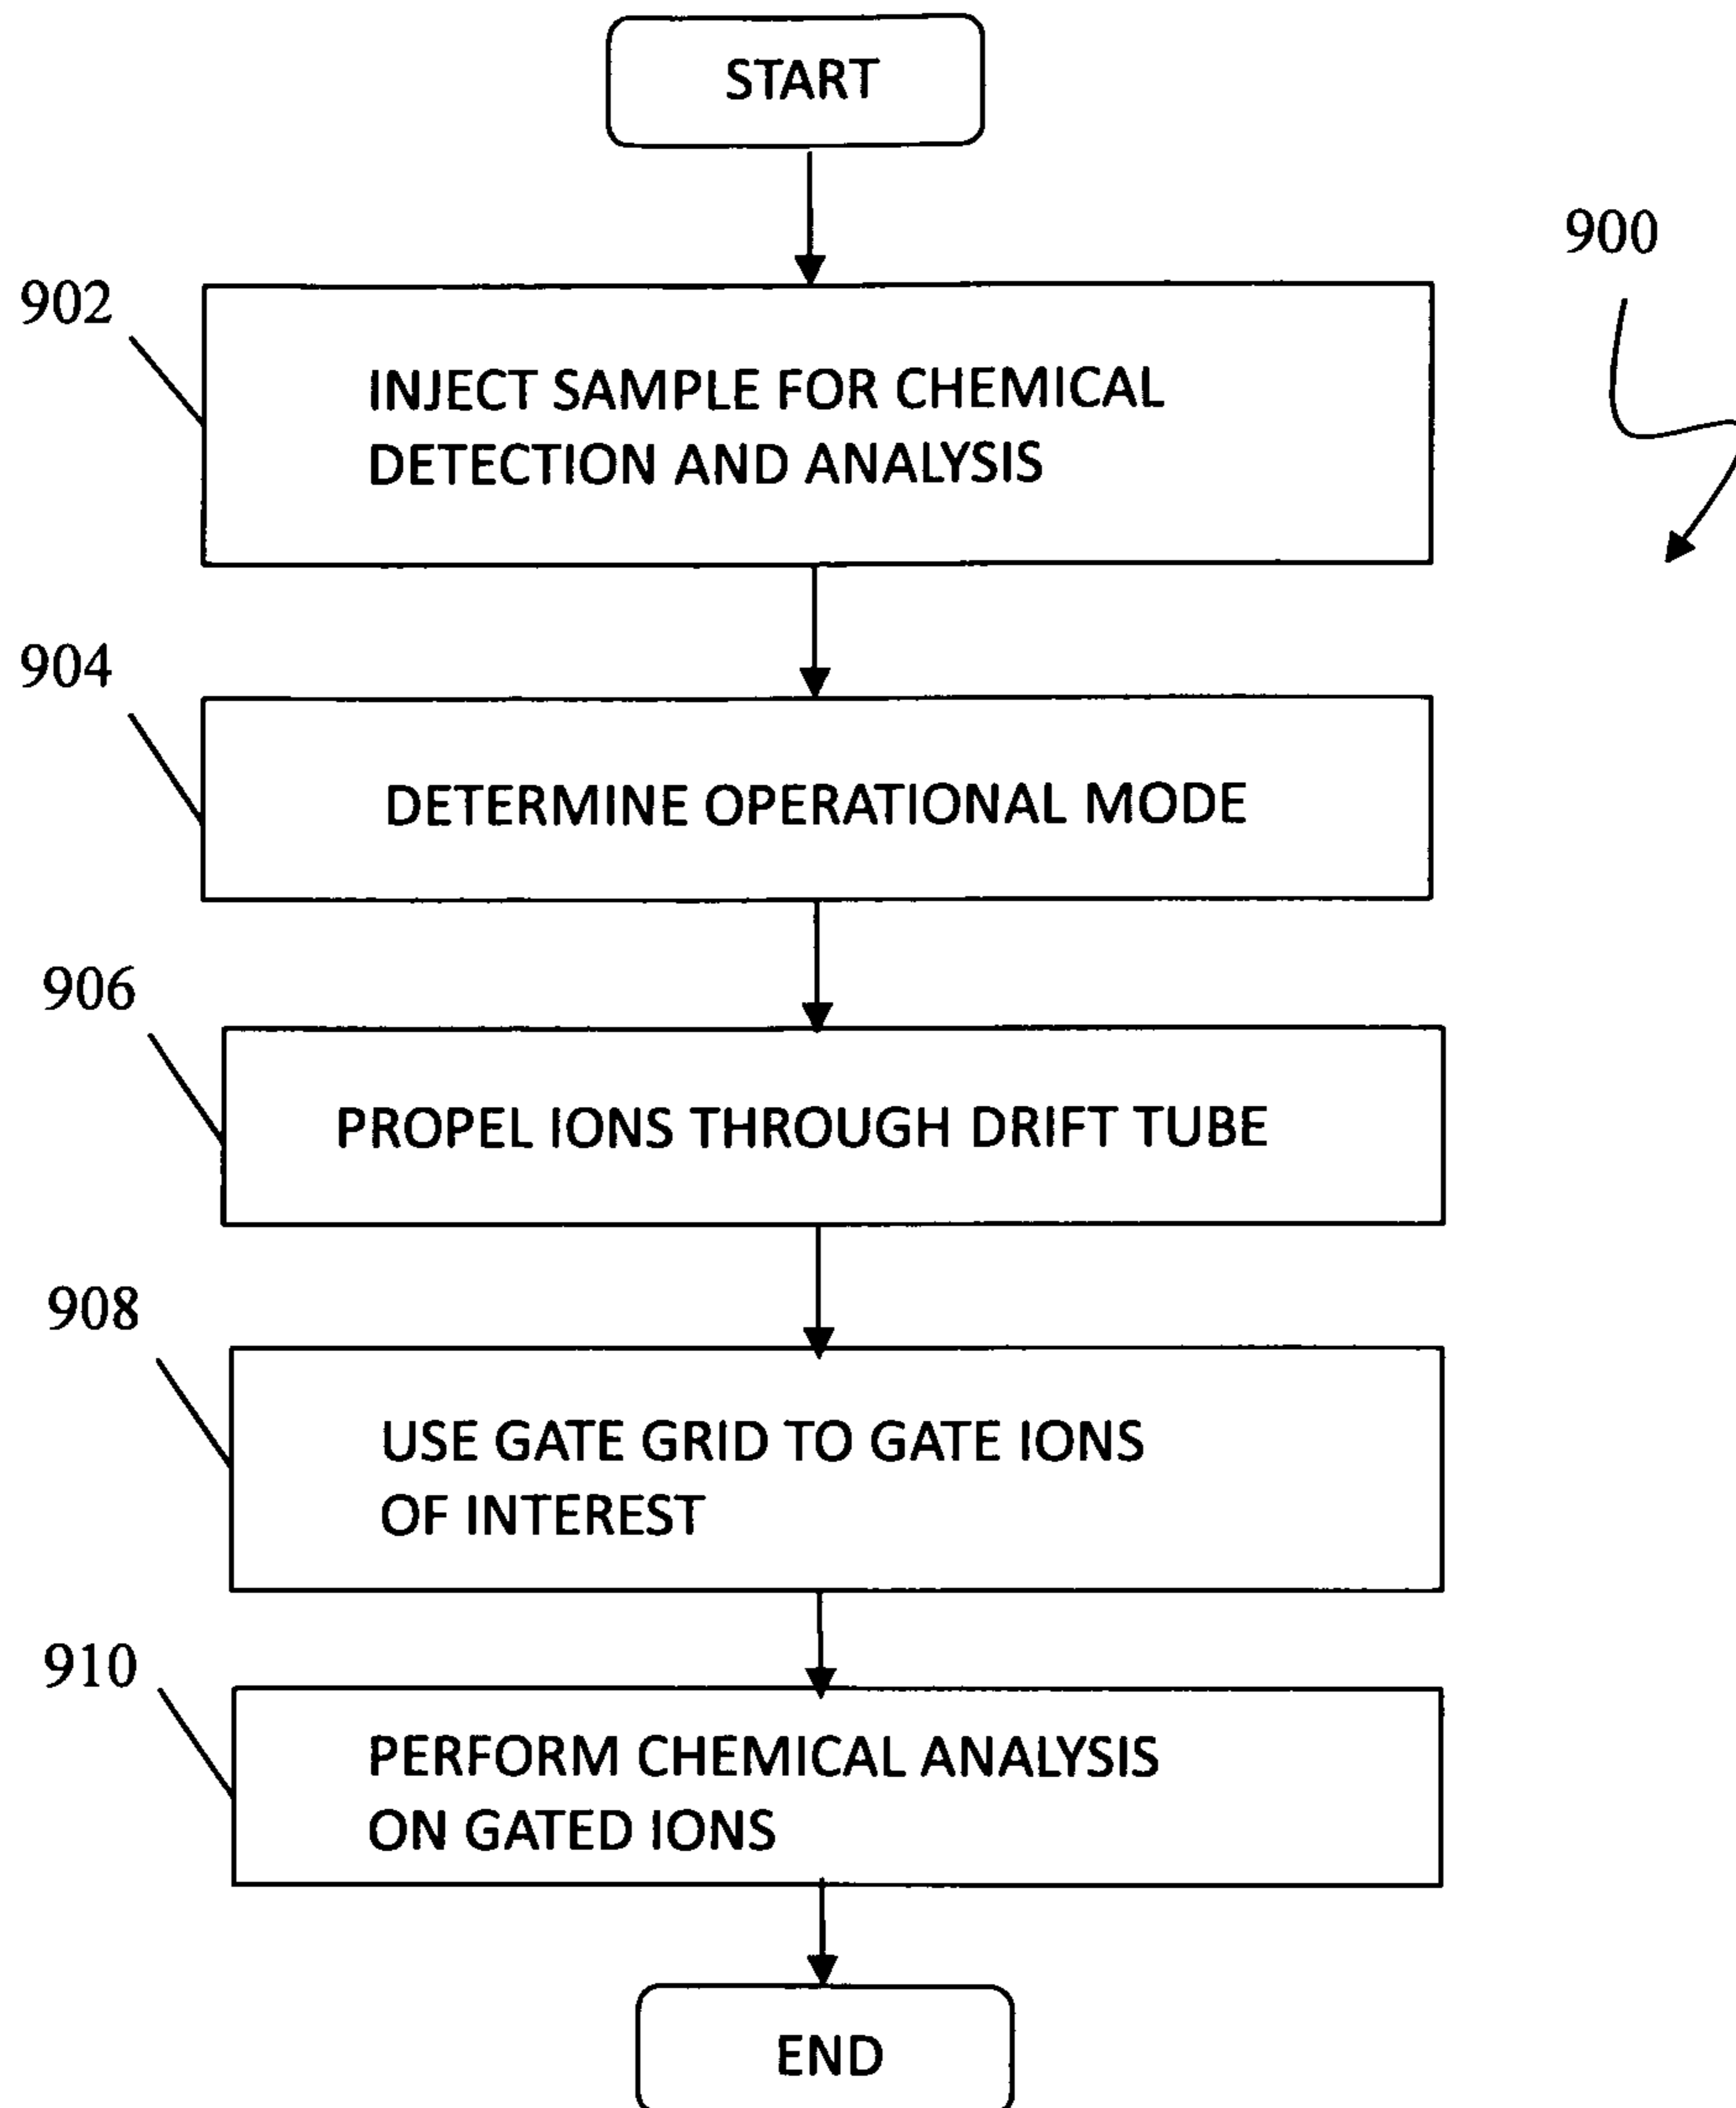 START
900
902
INJECT SAMPLE FOR CHEMICAL
DETECTION AND ANALYSIS
904
DETERMINE OPERATIONAL MODE
906
PROPEL IONS THROUGH DRIFT TUBE
908
USE GATE GRID TO GATE IONS
OF INTEREST
910
PERFORM CHEMICAL ANALYSIS
ON GATED IONS
END